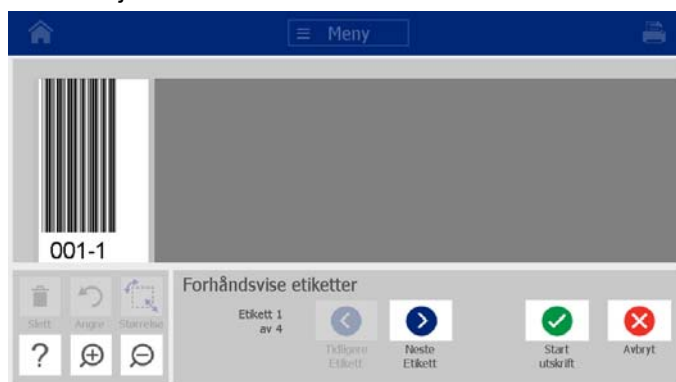 Meny
001-1
Forhåndsvise etiketter
Etikett 1
av 4
Slett
Angre
Størrelse
Tidligere
Etikett
Neste
Etikett
Start
utskrift
Avbryt
?